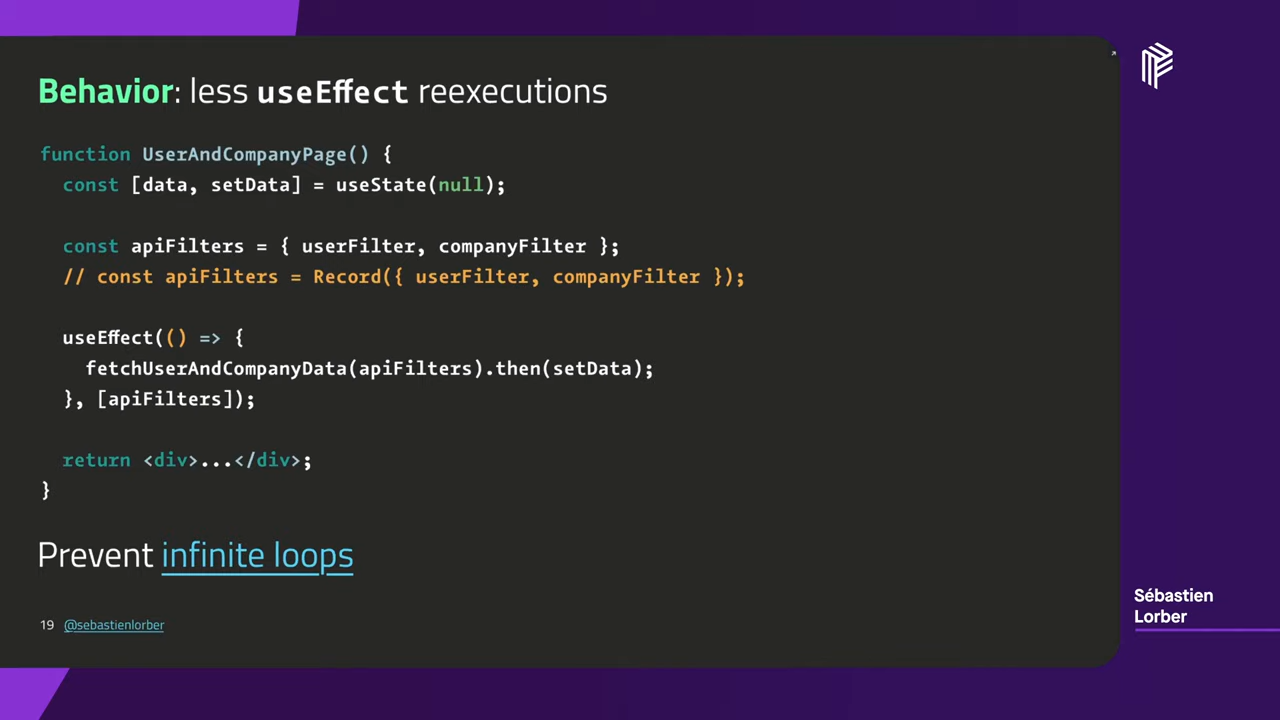 Behavior: less useEffect reexecutions
function UserAndCompanyPage() {
const [data, setData] = useState(null);
const apiFilters = { userFilter, companyFilter };
// const apiFilters = Record({ userFilter, companyFilter });
useEffect(() => {
fetchUserAndCompanyData(apiFilters).then(setData);
}, [apiFilters]);
return <div>...</div>;
}
Prevent infinite loops
19 @sebastienlorber
Sébastien
Lorber